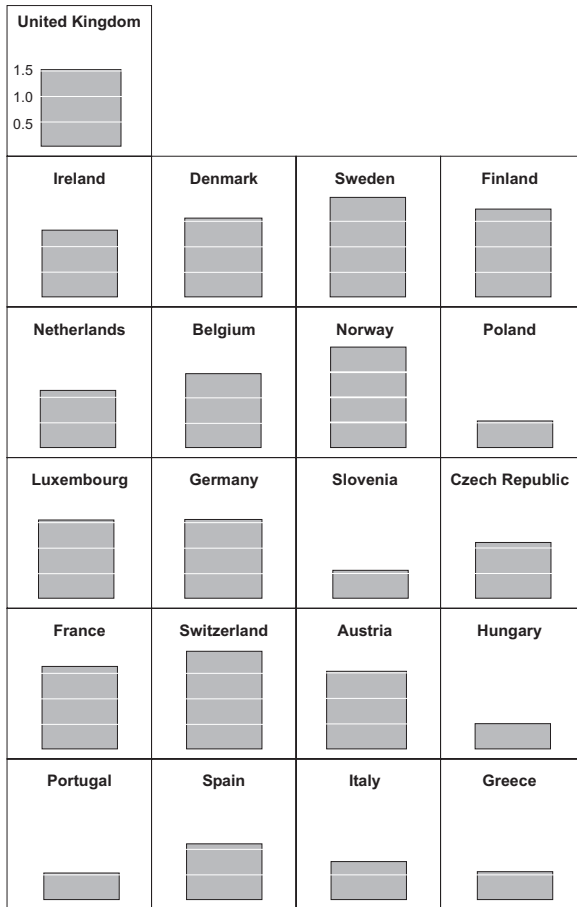 United Kingdom
1.5
1.0
0.5
Ireland Denmark Sweden Finland
Netherlands Belgium Norway Poland
Luxembourg Germany Slovenia Czech Republic
France Switzerland Austria Hungary
Portugal Spain Italy Greece